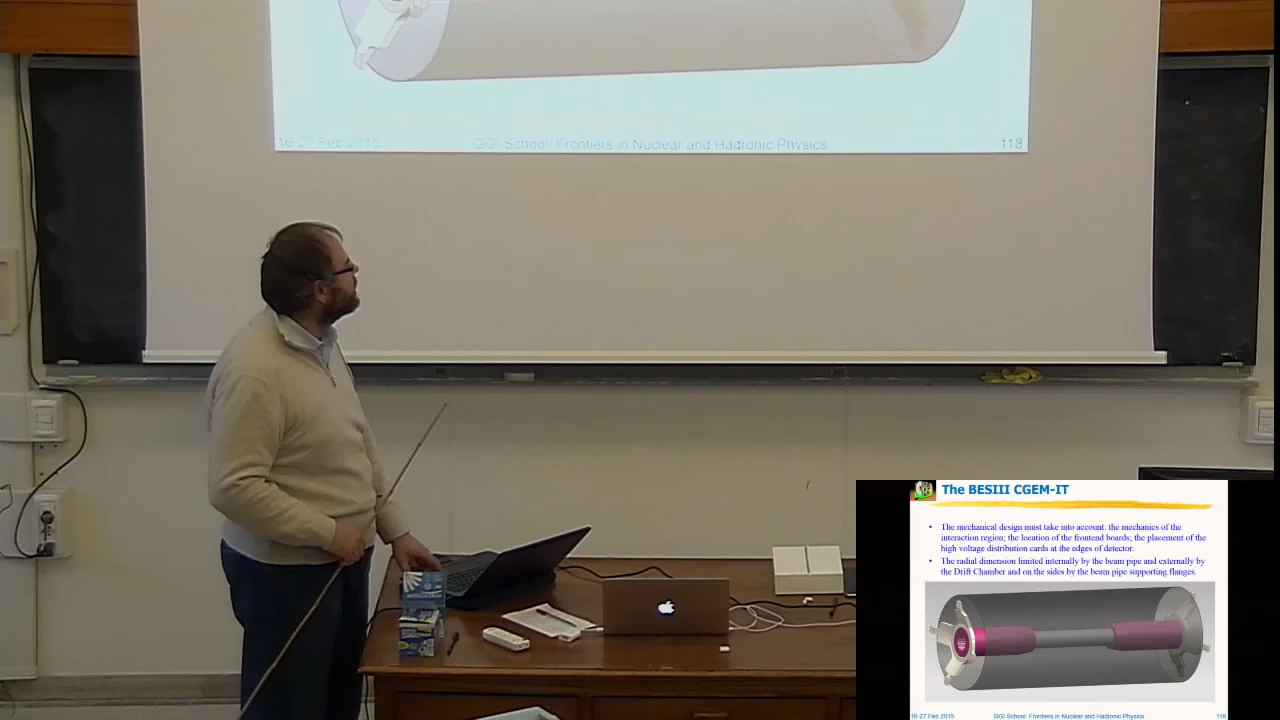 16-27 Feb 2015 GGI School: Frontiers in Nuclear and Hadronic Physics 118
The BESIII CGEM-IT
• The mechanical design must take into account: the mechanics of the
interaction region; the location of the frontend boards; the placement of the
high voltage distribution cards at the edges of detector.
• The radial dimension limited internally by the beam pipe and externally by
the Drift Chamber and on the sides by the beam pipe supporting flanges.
16-27 Feb 2015 GGI School: Frontiers in Nuclear and Hadronic Physics 118